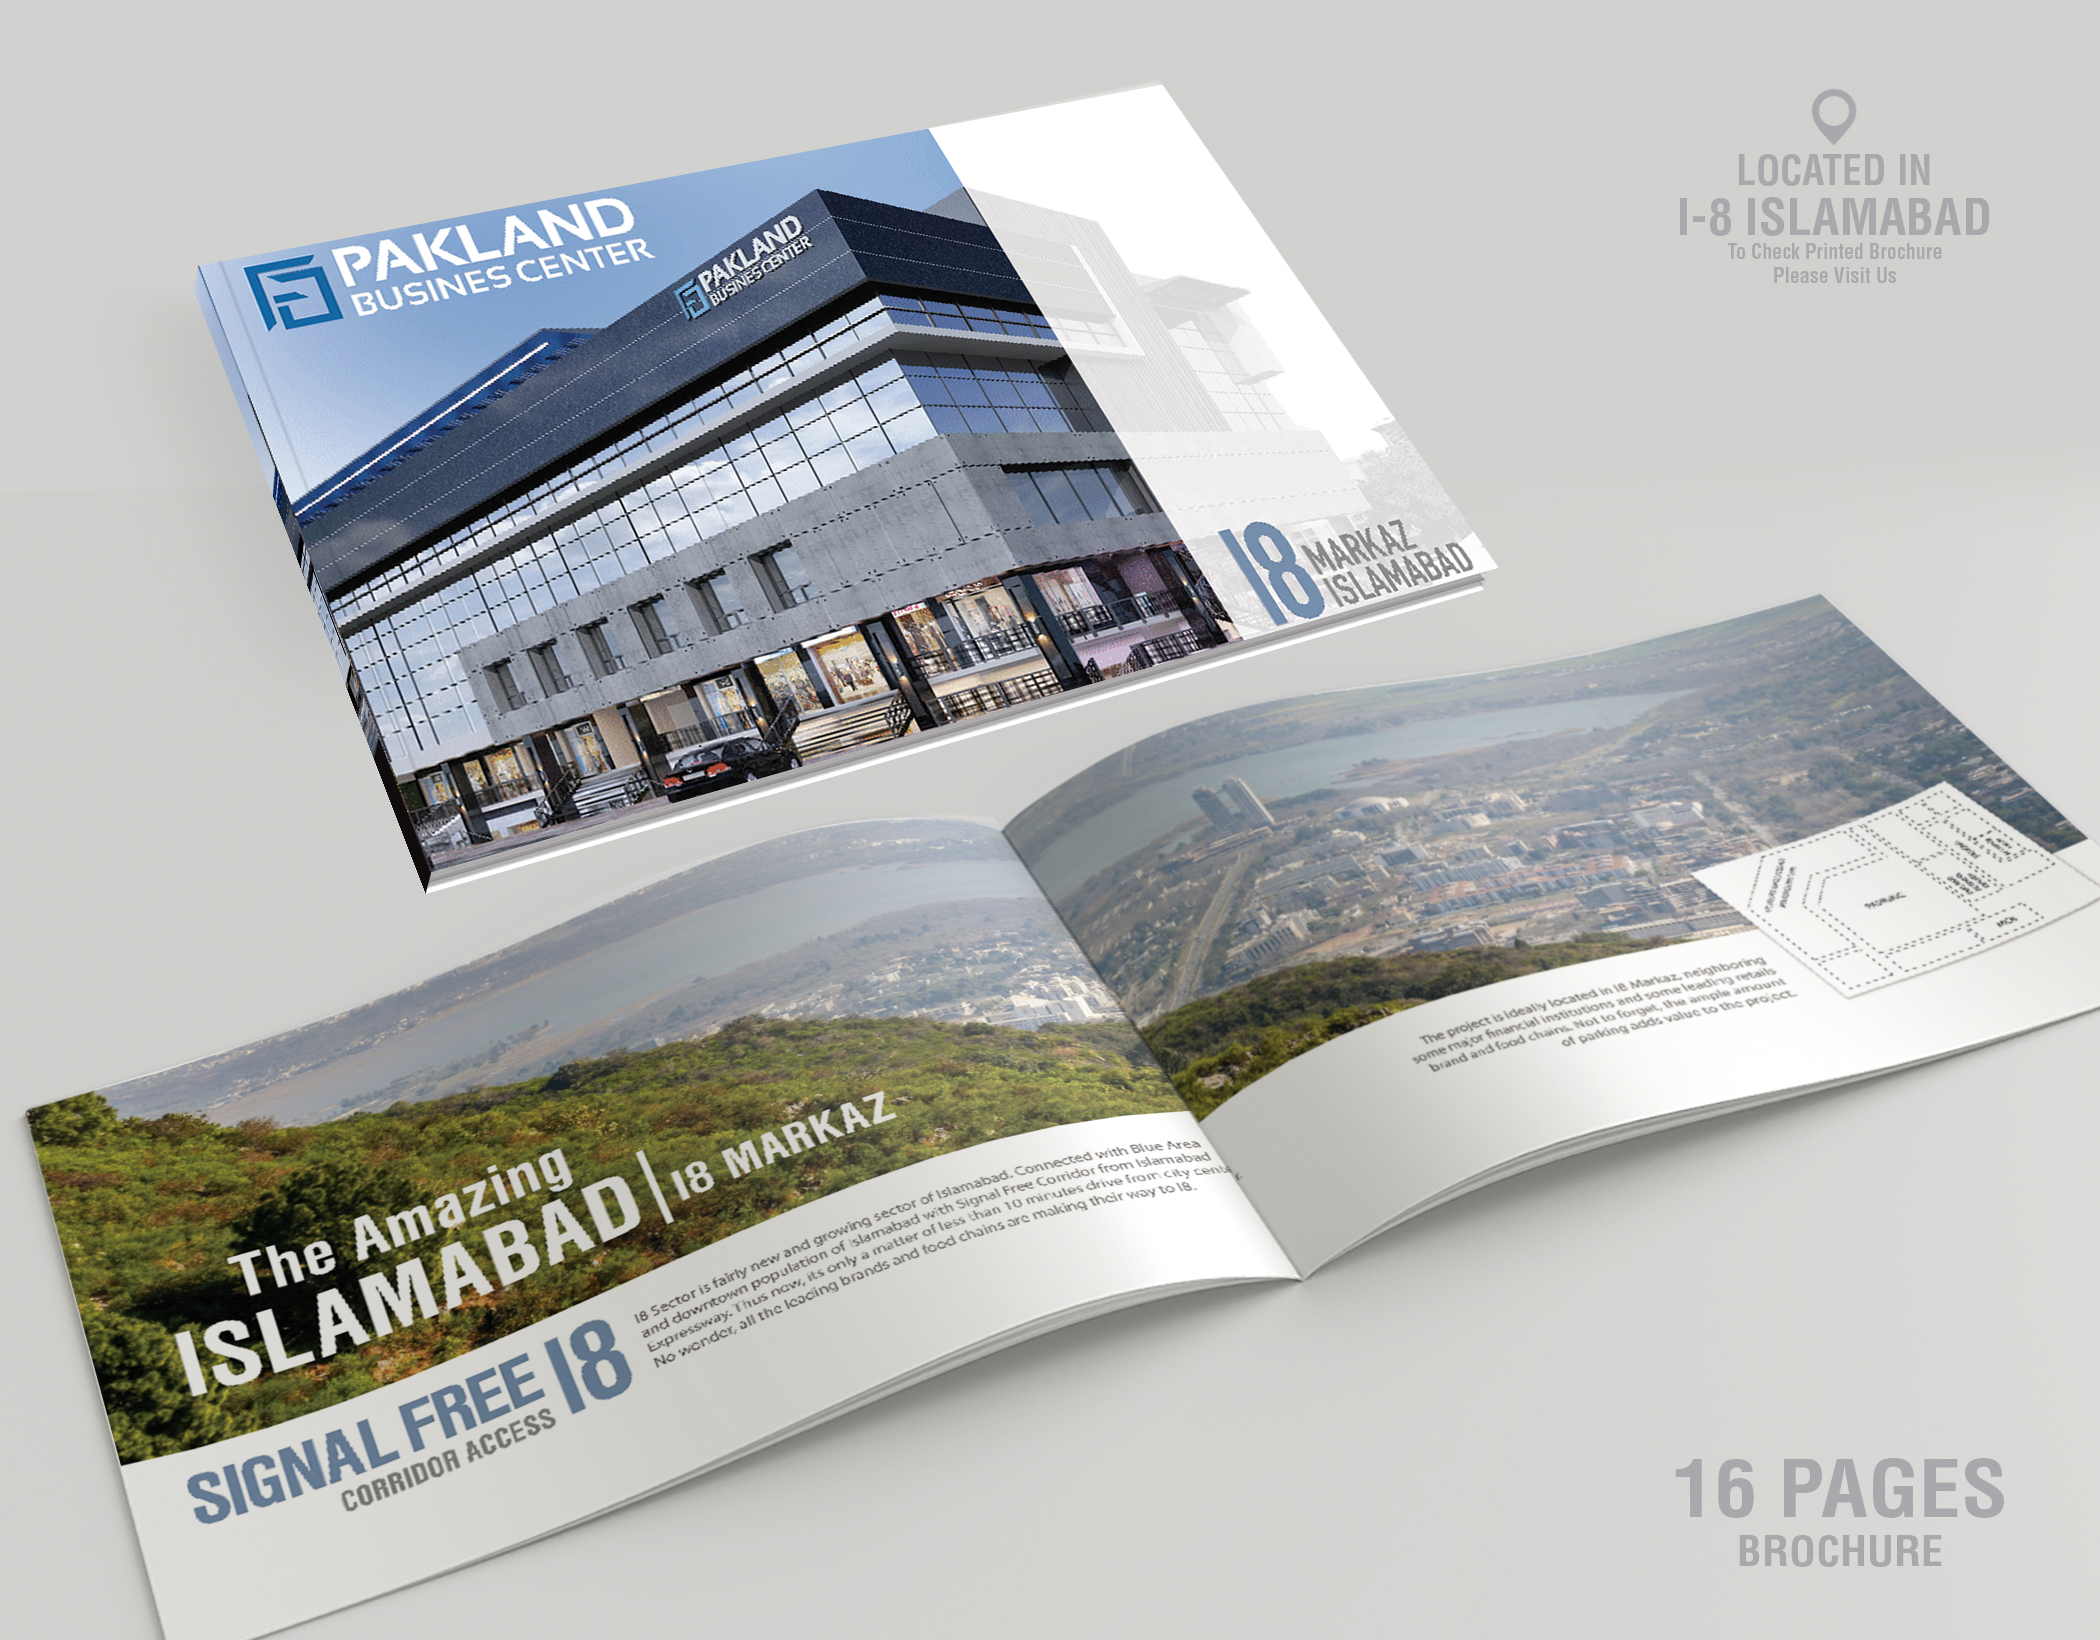 PAKLAND
BUSINES CENTER
PAKLAND
BUSINES CENTER
I8 MARKAZ
ISLAMABAD
LOCATED IN
I-8 ISLAMABAD
To Check Printed Brochure
Please Visit Us
The Amazing
ISLAMABAD | I8 MARKAZ
SIGNAL FREE I8
CORRIDOR ACCESS
I8 Sector is fairly new and growing sector of Islamabad. Connected with Blue Area
and downtown population of Islamabad with Signal Free Corridor from Islamabad
Expressway. Thus now, its only a matter of less than 10 minutes drive from city center.
No wonder, all the leading brands and food chains are making their way to I8.
The project is ideally located in I8 Markaz, neighboring
some major financial institutions and some leading retails
brand and food chains. Not to forget, the ample amount
of parking adds value to the project.
16 PAGES
BROCHURE